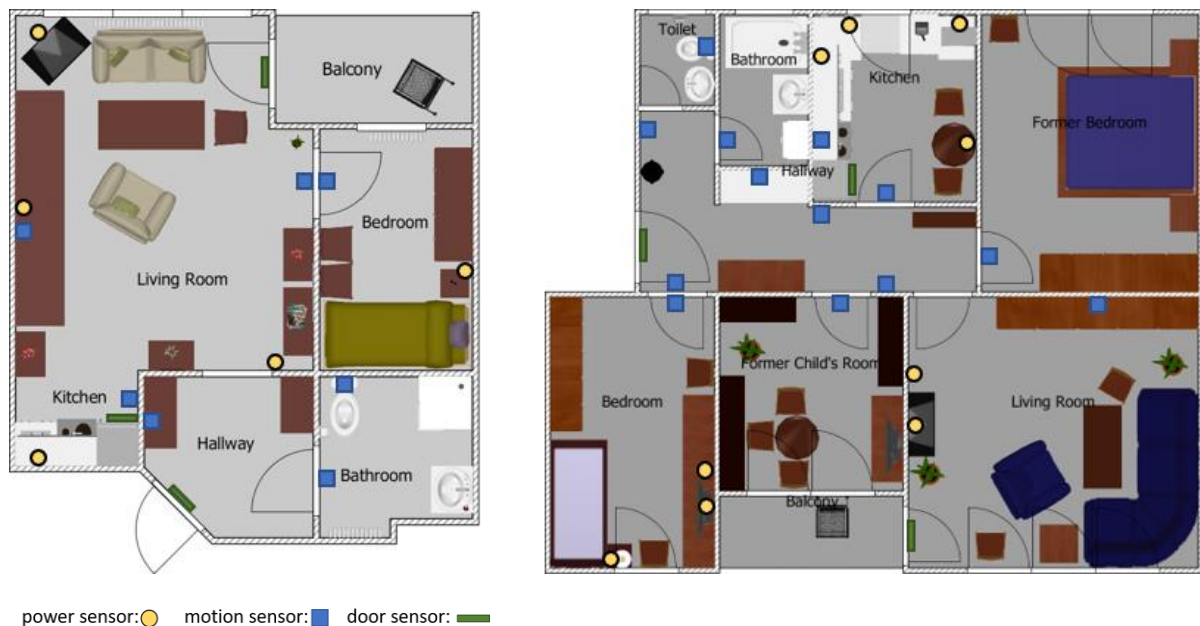 Balcony
Bedroom
Living Room
Kitchen
Hallway
Bathroom
Toilet
Bathroom
Kitchen
Former Bedroom
Hallway
Bedroom
Former Child's Room
Living Room
Balcony
power sensor: motion sensor: door sensor: